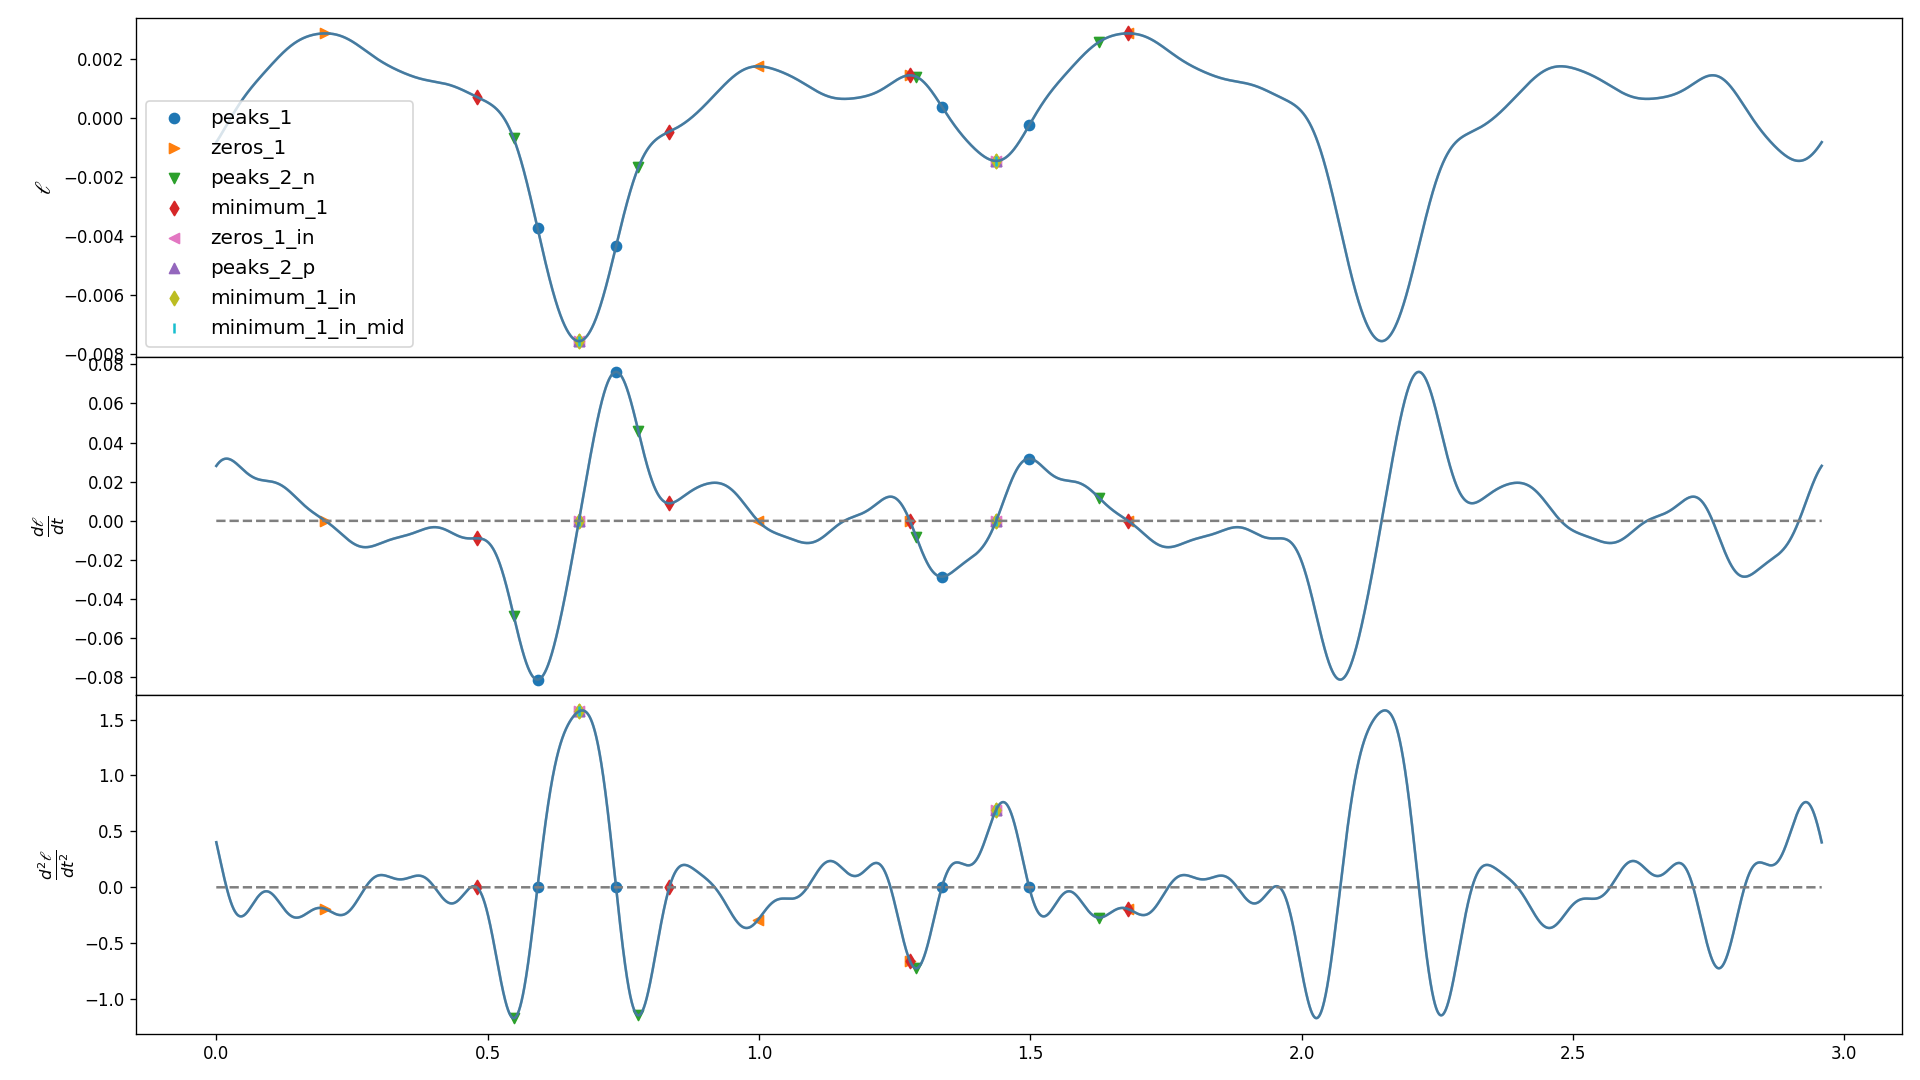 0.002
0.000
−0.002
−0.004
−0.006
−0.008
ℓ
peaks_1
zeros_1
peaks_2_n
minimum_1
zeros_1_in
peaks_2_p
minimum_1_in
minimum_1_in_mid
0.08
0.06
0.04
0.02
0.00
−0.02
−0.04
−0.06
−0.08
dℓ
dt
1.5
1.0
0.5
0.0
−0.5
−1.0
d²ℓ
dt²
0.0 0.5 1.0 1.5 2.0 2.5 3.0